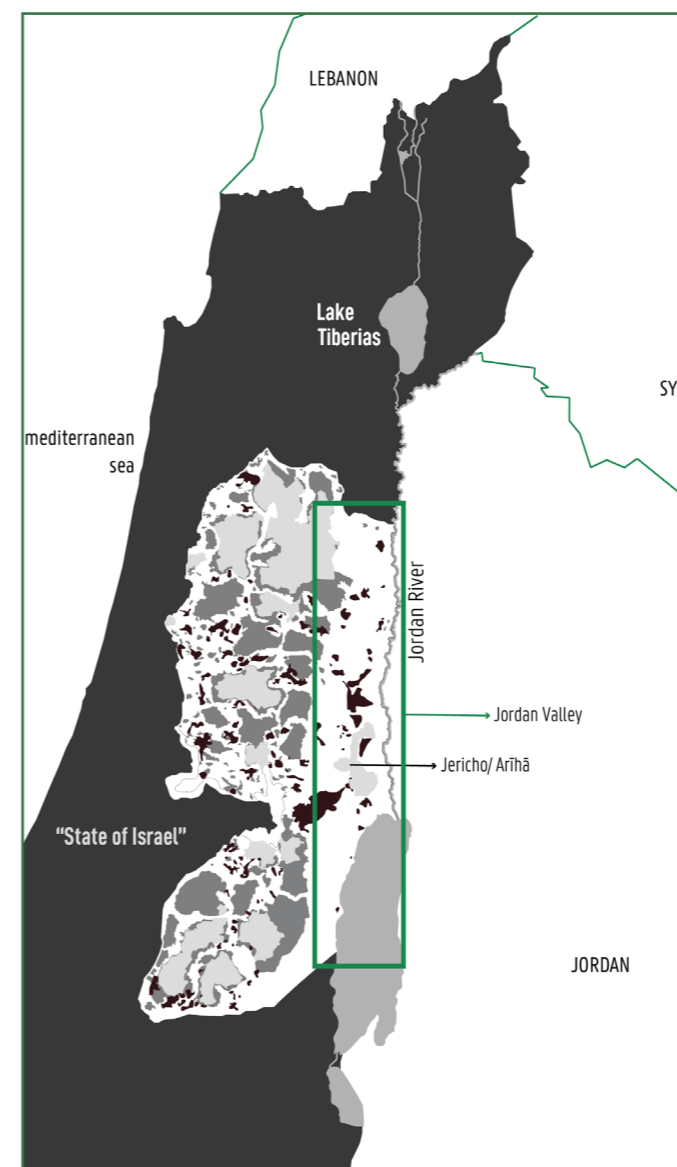 LEBANON
Lake
Tiberias
SY
mediterranean
sea
Jordan River
Jordan Valley
Jericho/ Arīhā
"State of Israel"
JORDAN